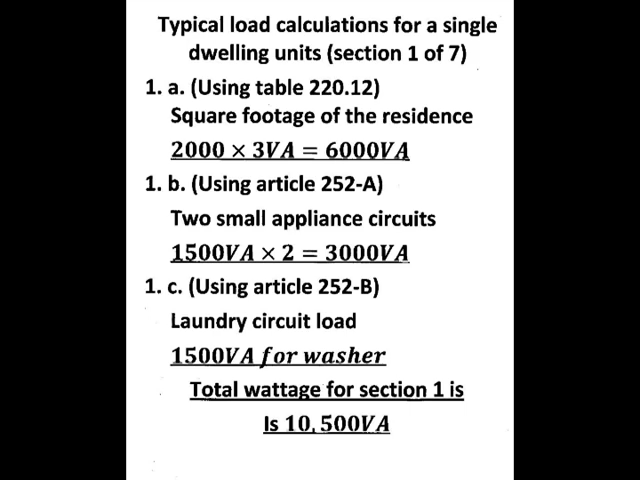 Typical load calculations for a single
dwelling units (section 1 of 7)
1. a. (Using table 220.12)
Square footage of the residence
2000 × 3VA = 6000VA
1. b. (Using article 252-A)
Two small appliance circuits
1500VA × 2 = 3000VA
1. c. (Using article 252-B)
Laundry circuit load
1500VA for washer
Total wattage for section 1 is
Is 10,500VA